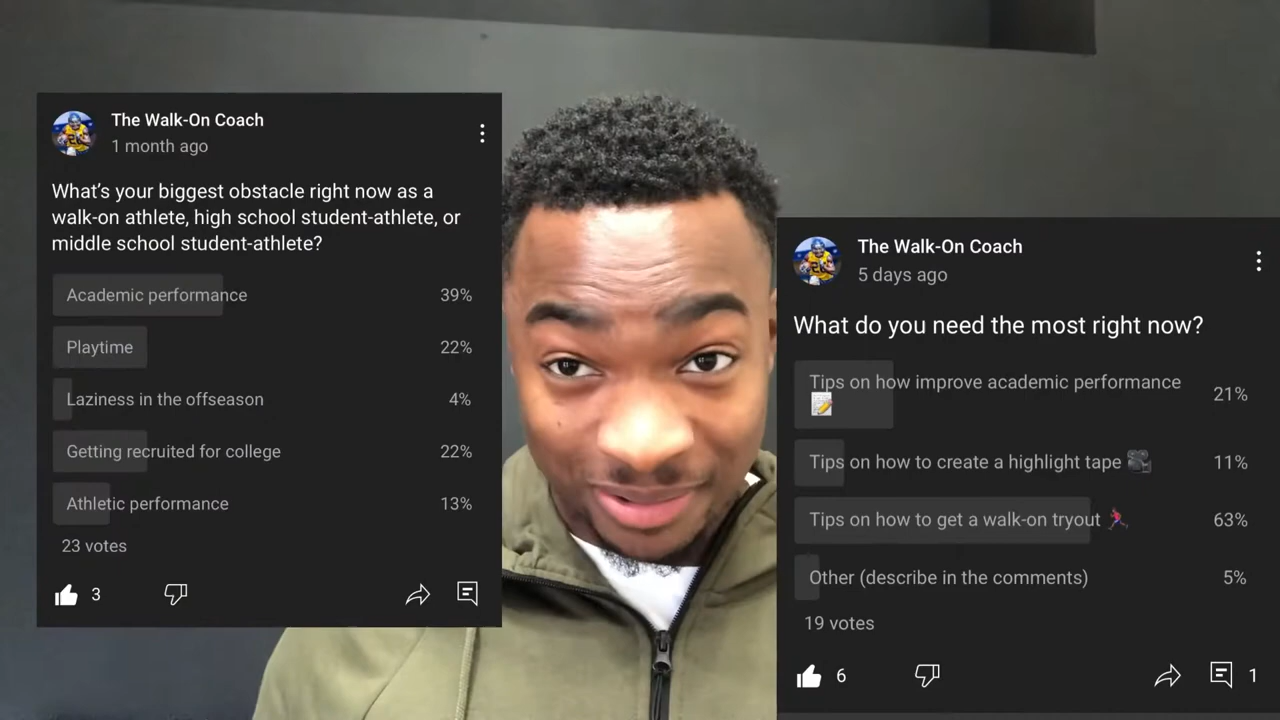 The Walk-On Coach
1 month ago
What's your biggest obstacle right now as a
walk-on athlete, high school student-athlete, or
middle school student-athlete?
Academic performance 39%
Playtime 22%
Laziness in the offseason 4%
Getting recruited for college 22%
Athletic performance 13%
23 votes
3
The Walk-On Coach
5 days ago
What do you need the most right now?
Tips on how improve academic performance
📝 21%
Tips on how to create a highlight tape 🎥 11%
Tips on how to get a walk-on tryout 🏃 63%
Other (describe in the comments) 5%
19 votes
6 1